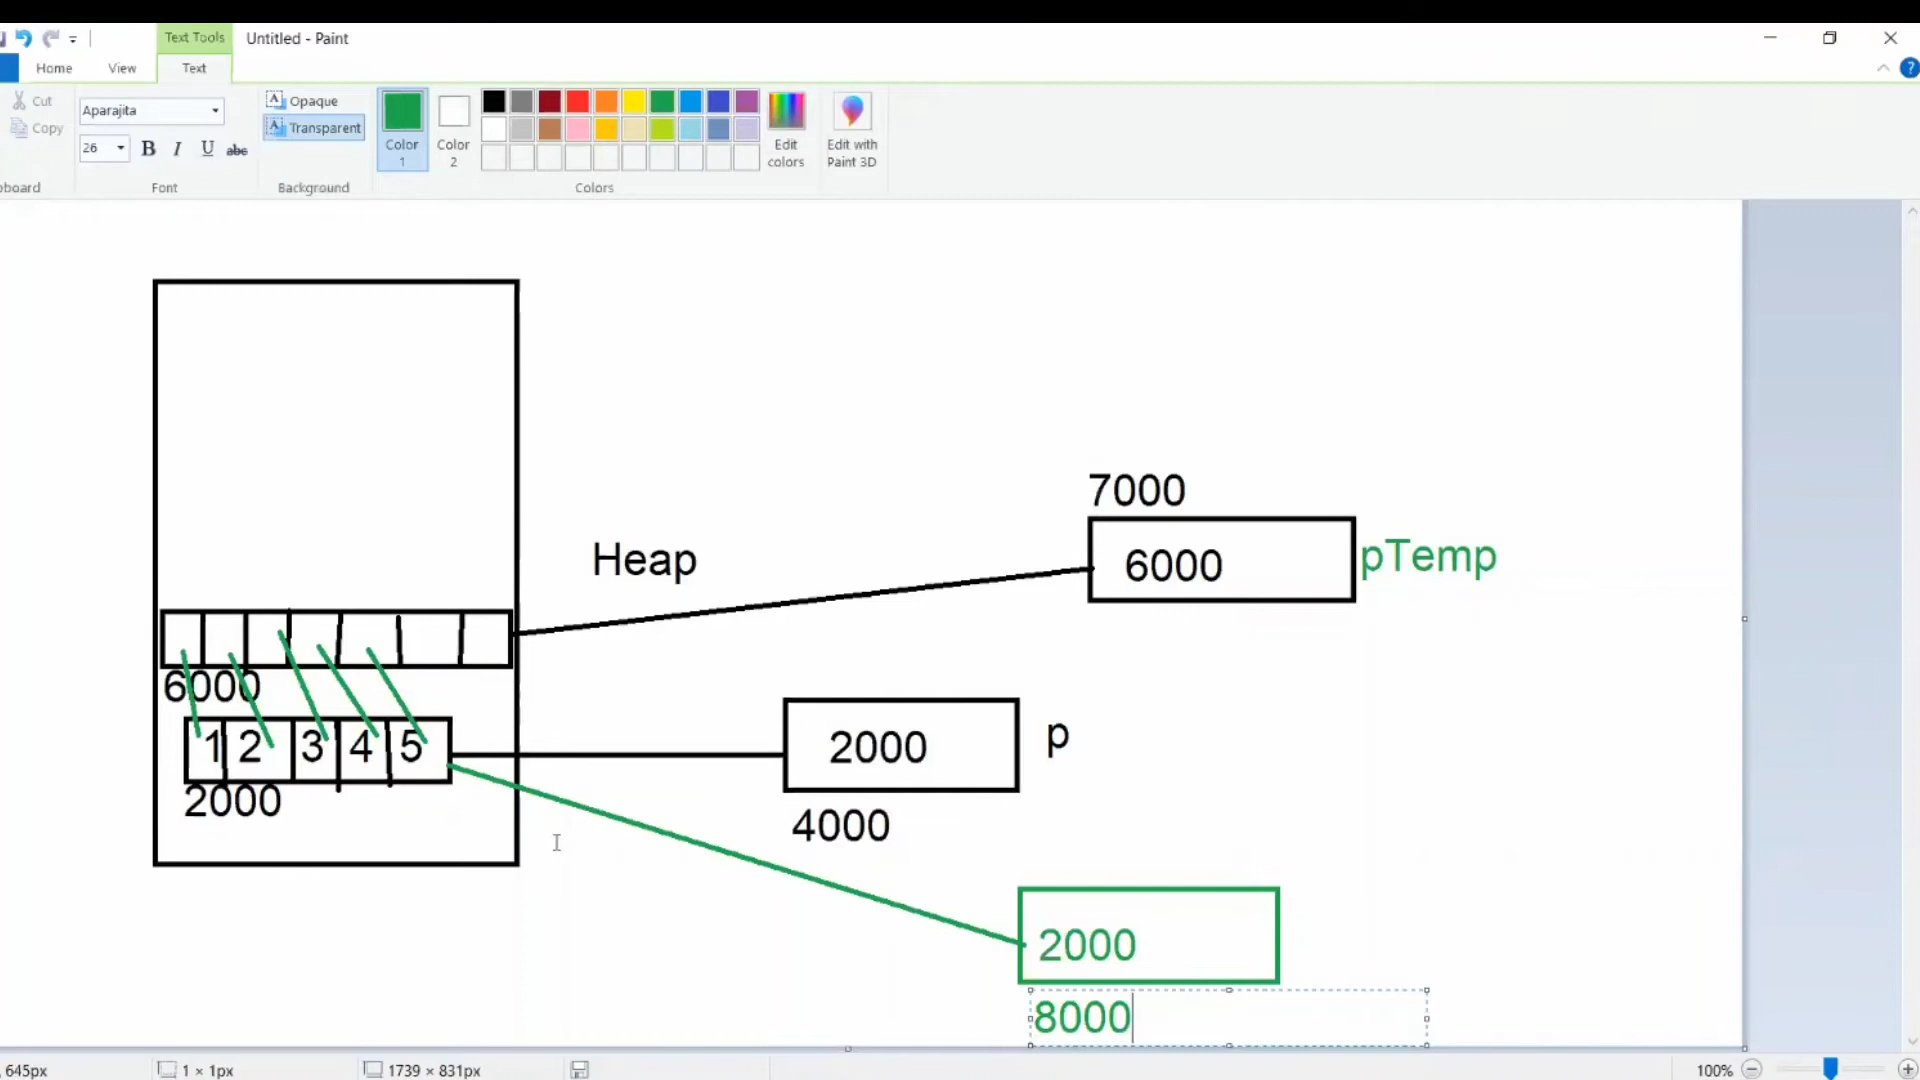 Text Tools
Untitled - Paint
Home
View
Text
Cut
Copy
Aparajita
26
B
I
U
abc
Opaque
Transparent
Color
1
Color
2
Edit
colors
Edit with
Paint 3D
Font
Background
Colors
7000
Heap
6000
pTemp
6000
1 2 3 4 5
2000
p
2000
4000
2000
8000
645px
1 × 1px
1739 × 831px
100%